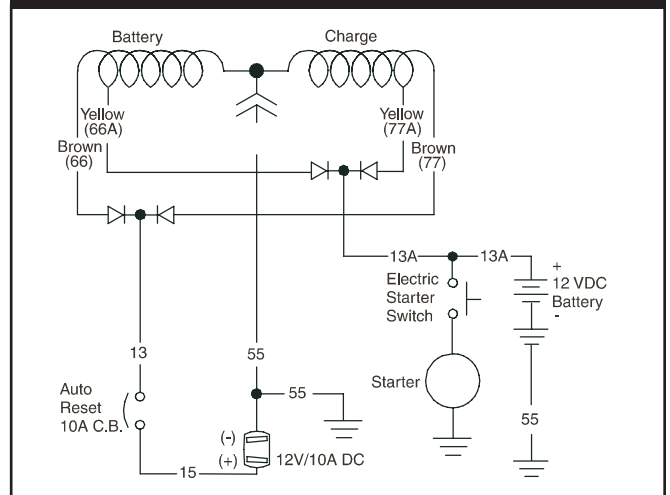 Battery
Charge
Yellow
(66A)
Yellow
(77A)
Brown
(66)
Brown
(77)
13A
13A
Electric
Starter
Switch
+
12 VDC
Battery
-
13
55
Starter
Auto
Reset
10A C.B.
55
55
(-)
(+)
12V/10A DC
15